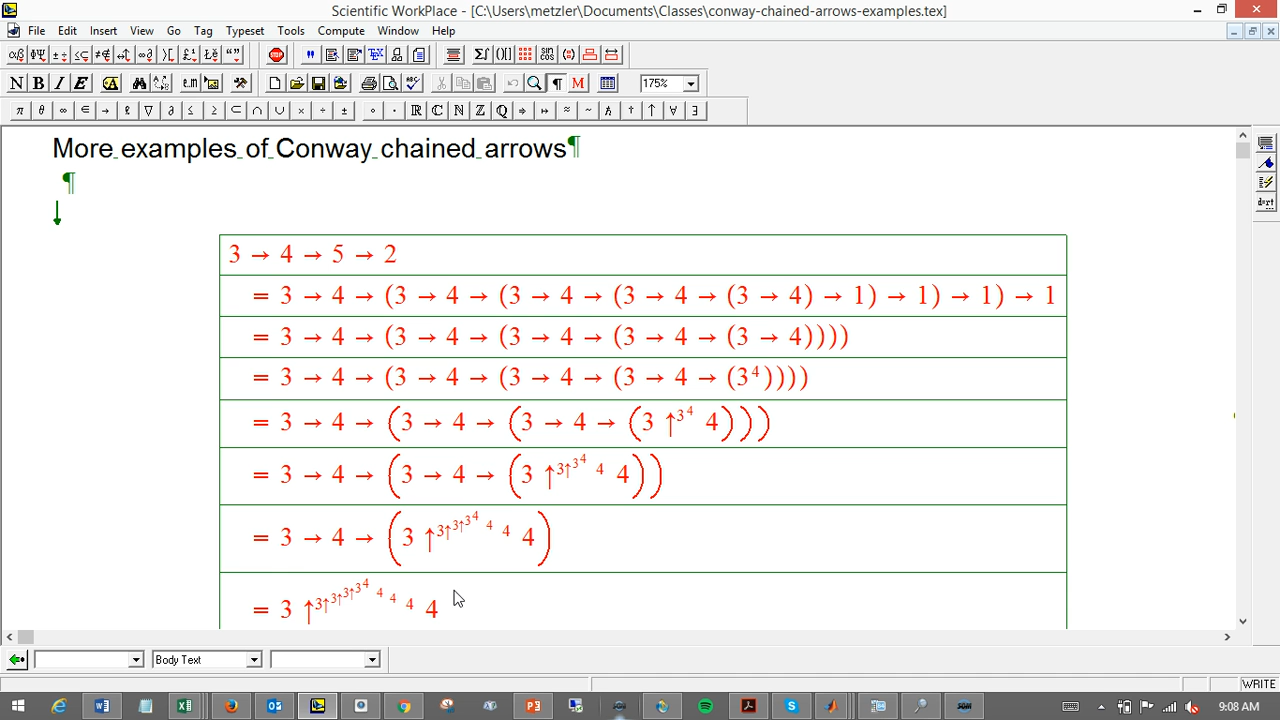 Scientific WorkPlace - [C:\Users\metzler\Documents\Classes\conway-chained-arrows-examples.tex]
File Edit Insert View Go Tag Typeset Tools Compute Window Help
STOP
N B I E A 175% ¶ M
π θ ∞ ∈ → ℓ ∇ ∂ ≤ ≥ ⊂ ∩ ∪ × ÷ ± ∘ · ℝ ℂ ℕ ℤ ℚ ⇒ ↦ ≈ ~ ℏ † ↑ ∀ ∃
More examples of Conway chained arrows¶
¶
↓
3 → 4 → 5 → 2
= 3 → 4 → (3 → 4 → (3 → 4 → (3 → 4 → (3 → 4) → 1) → 1) → 1) → 1
= 3 → 4 → (3 → 4 → (3 → 4 → (3 → 4 → (3 → 4))))
= 3 → 4 → (3 → 4 → (3 → 4 → (3 → 4 → (3^4))))
= 3 → 4 → (3 → 4 → (3 → 4 → (3 ↑^{3^4} 4)))
= 3 → 4 → (3 → 4 → (3 ↑^{3↑^{3^4} 4} 4))
= 3 → 4 → (3 ↑^{3↑^{3↑^{3^4} 4} 4} 4)
= 3 ↑^{3↑^{3↑^{3↑^{3^4} 4} 4} 4} 4
Body Text
WRITE
9:08 AM